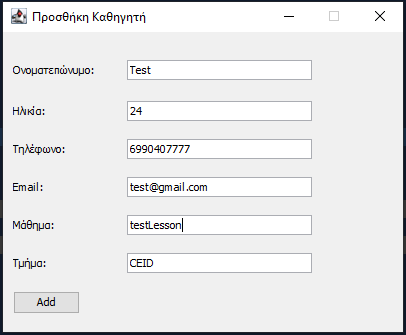 Προσθήκη Καθηγητή
Ονοματεπώνυμο: Test
Ηλικία: 24
Τηλέφωνο: 6990407777
Email: test@gmail.com
Μάθημα: testLesson
Τμήμα: CEID
Add